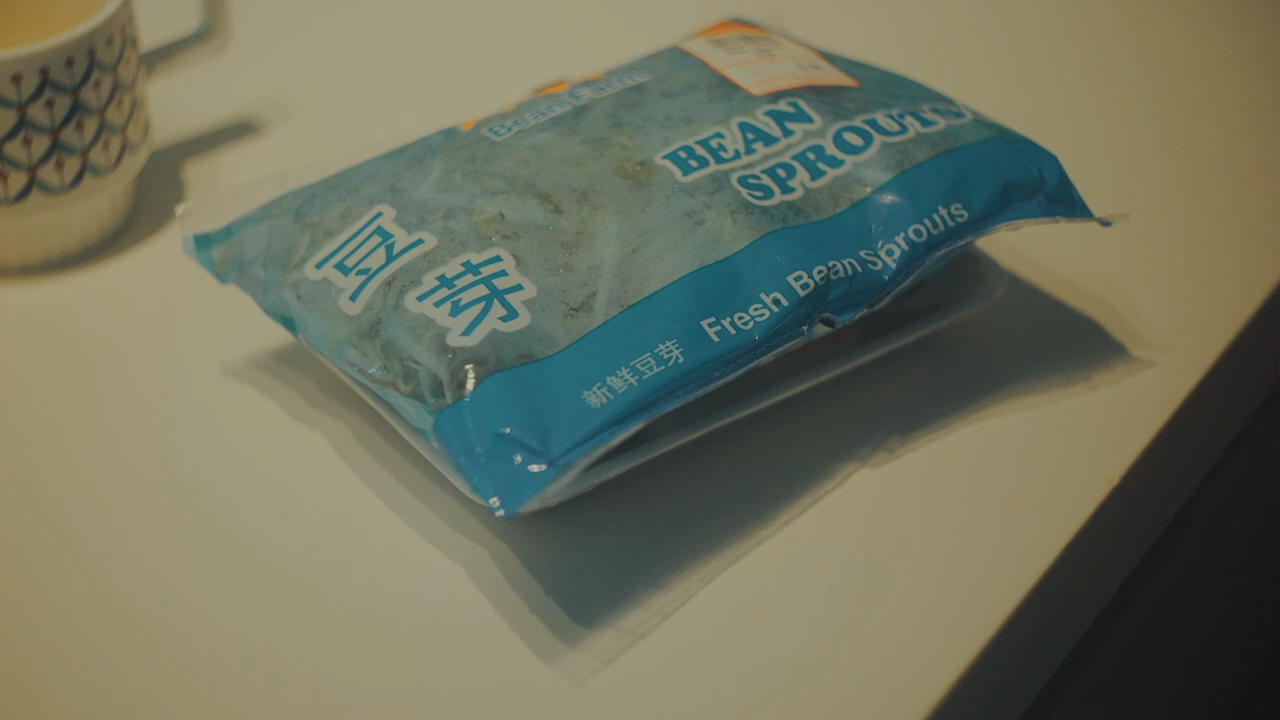 Bean Farm
BEAN
SPROUTS
豆
芽
新鲜豆芽 Fresh Bean Sprouts